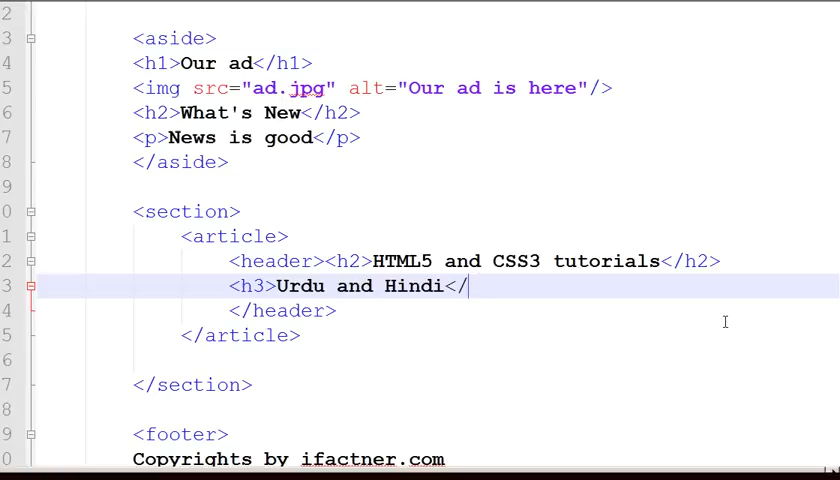 2
3 <aside>
4 <h1>Our ad</h1>
5 <img src="ad.jpg" alt="Our ad is here"/>
6 <h2>What's New</h2>
7 <p>News is good</p>
8 </aside>
9
0 <section>
1 <article>
2 <header><h2>HTML5 and CSS3 tutorials</h2>
3 <h3>Urdu and Hindi</
4 </header>
5 </article>
6
7 </section>
8
9 <footer>
0 Copyrights by ifactner.com